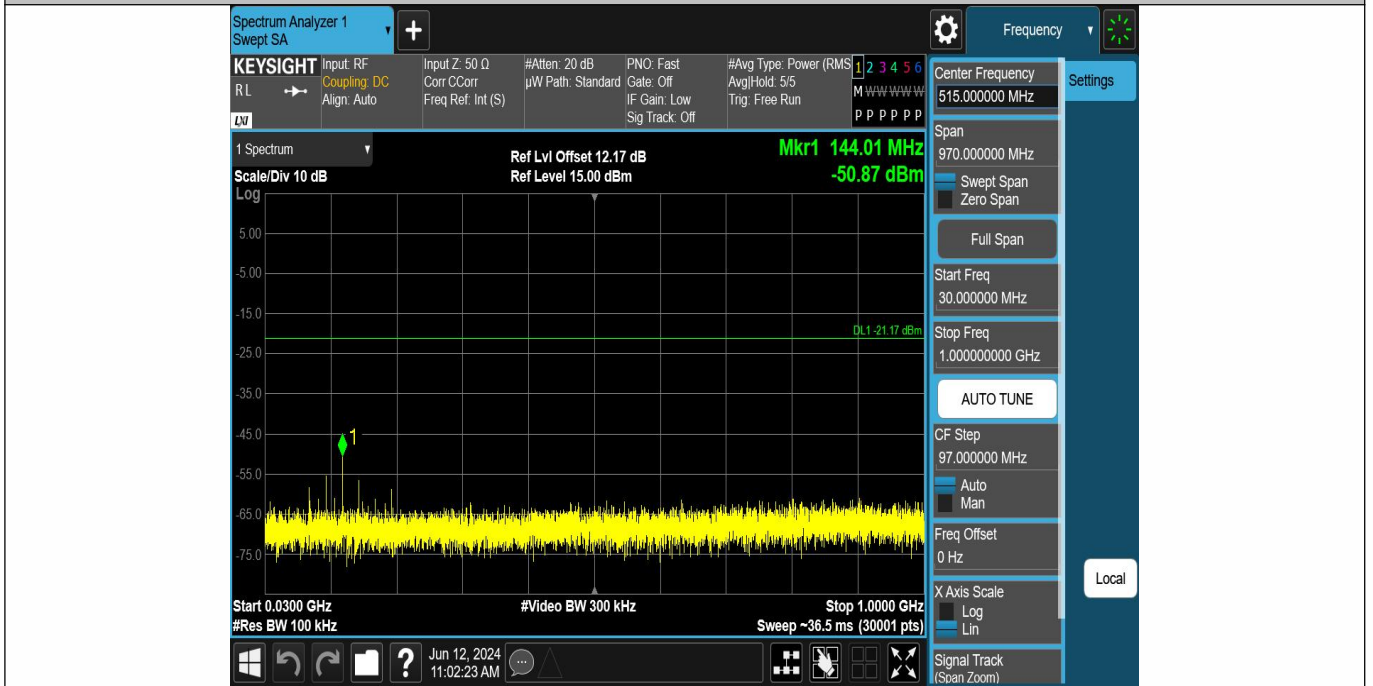 Spectrum Analyzer 1
Swept SA
+
Frequency
KEYSIGHT
RL
LXI
Input: RF
Coupling: DC
Align: Auto
Input Z: 50 Ω
Corr CCorr
Freq Ref: Int (S)
#Atten: 20 dB
µW Path: Standard
PNO: Fast
Gate: Off
IF Gain: Low
Sig Track: Off
#Avg Type: Power (RMS
Avg|Hold: 5/5
Trig: Free Run
1 2 3 4 5 6
M W W W W W
P P P P P P
1 Spectrum
Scale/Div 10 dB
Log
Ref Lvl Offset 12.17 dB
Ref Level 15.00 dBm
Mkr1 144.01 MHz
-50.87 dBm
5.00
-5.00
-15.0
DL1 -21.17 dBm
-25.0
-35.0
-45.0
1
-55.0
-65.0
-75.0
Start 0.0300 GHz
#Video BW 300 kHz
Stop 1.0000 GHz
#Res BW 100 kHz
Sweep ~36.5 ms (30001 pts)
Center Frequency
515.000000 MHz
Settings
Span
970.000000 MHz
Swept Span
Zero Span
Full Span
Start Freq
30.000000 MHz
Stop Freq
1.000000000 GHz
AUTO TUNE
CF Step
97.000000 MHz
Auto
Man
Freq Offset
0 Hz
X Axis Scale
Log
Lin
Local
Signal Track
(Span Zoom)
?
Jun 12, 2024
11:02:23 AM